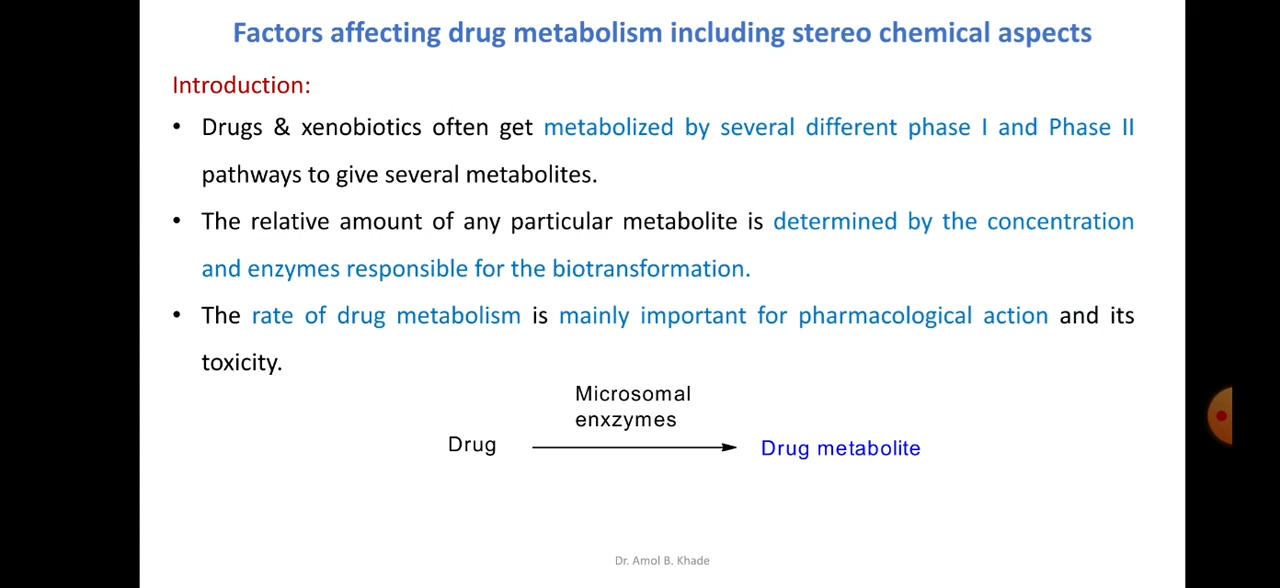 Factors affecting drug metabolism including stereo chemical aspects
Introduction:
• Drugs & xenobiotics often get metabolized by several different phase I and Phase II
pathways to give several metabolites.
• The relative amount of any particular metabolite is determined by the concentration
and enzymes responsible for the biotransformation.
• The rate of drug metabolism is mainly important for pharmacological action and its
toxicity.
Microsomal
enxzymes
Drug
Drug metabolite
Dr. Amol B. Khade